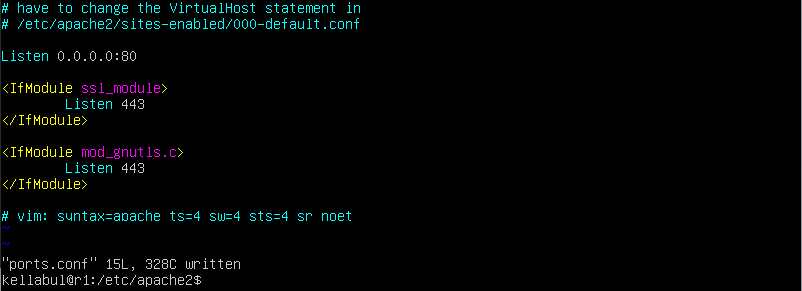 # have to change the VirtualHost statement in
# /etc/apache2/sites-enabled/000-default.conf
Listen 0.0.0.0:80
<IfModule ssl_module>
Listen 443
</IfModule>
<IfModule mod_gnutls.c>
Listen 443
</IfModule>
# vim: syntax=apache ts=4 sw=4 sts=4 sr noet
~
~
"ports.conf" 15L, 328C written
kellabul@r1:/etc/apache2$